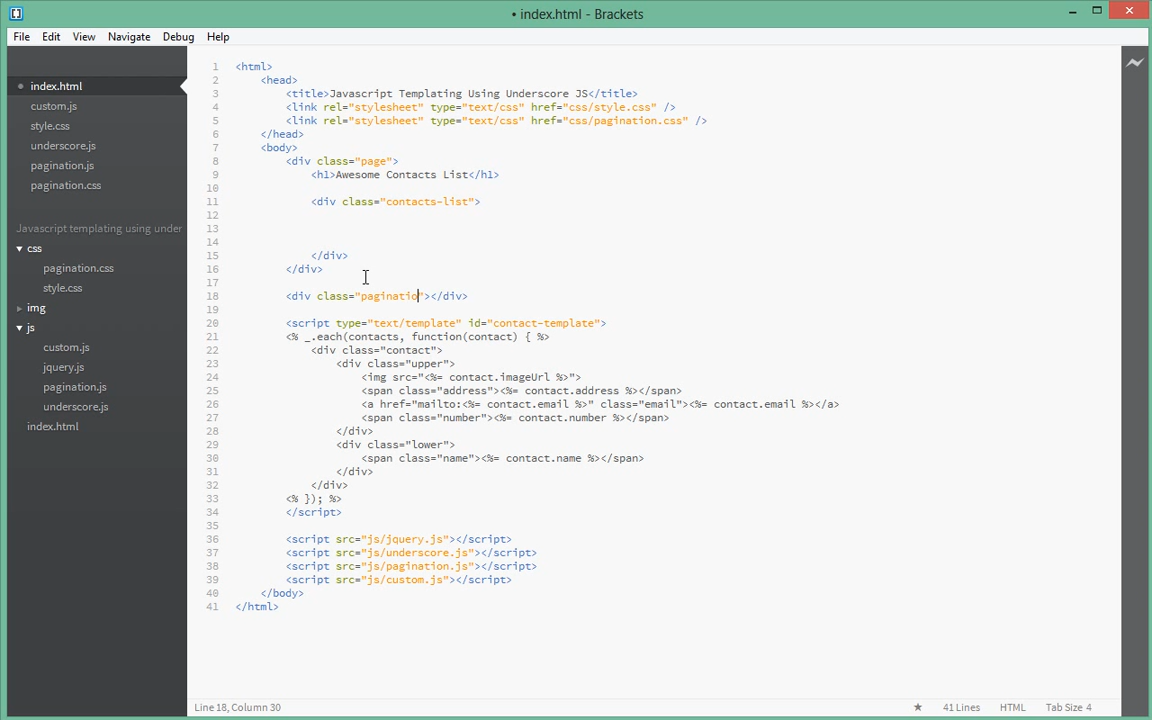 • index.html - Brackets
File Edit View Navigate Debug Help
index.html
custom.js
style.css
underscore.js
pagination.js
pagination.css
Javascript templating using under
css
pagination.css
style.css
img
js
custom.js
jquery.js
pagination.js
underscore.js
index.html
1 <html>
2 <head>
3 <title>Javascript Templating Using Underscore JS</title>
4 <link rel="stylesheet" type="text/css" href="css/style.css" />
5 <link rel="stylesheet" type="text/css" href="css/pagination.css" />
6 </head>
7 <body>
8 <div class="page">
9 <h1>Awesome Contacts List</h1>
10
11 <div class="contacts-list">
12
13
14
15 </div>
16 </div>
17
18 <div class="paginatio"></div>
19
20 <script type="text/template" id="contact-template">
21 <% _.each(contacts, function(contact) { %>
22 <div class="contact">
23 <div class="upper">
24 <img src="<%= contact.imageUrl %>">
25 <span class="address"><%= contact.address %></span>
26 <a href="mailto:<%= contact.email %>" class="email"><%= contact.email %></a>
27 <span class="number"><%= contact.number %></span>
28 </div>
29 <div class="lower">
30 <span class="name"><%= contact.name %></span>
31 </div>
32 </div>
33 <% }); %>
34 </script>
35
36 <script src="js/jquery.js"></script>
37 <script src="js/underscore.js"></script>
38 <script src="js/pagination.js"></script>
39 <script src="js/custom.js"></script>
40 </body>
41 </html>
Line 18, Column 30 41 Lines HTML Tab Size 4